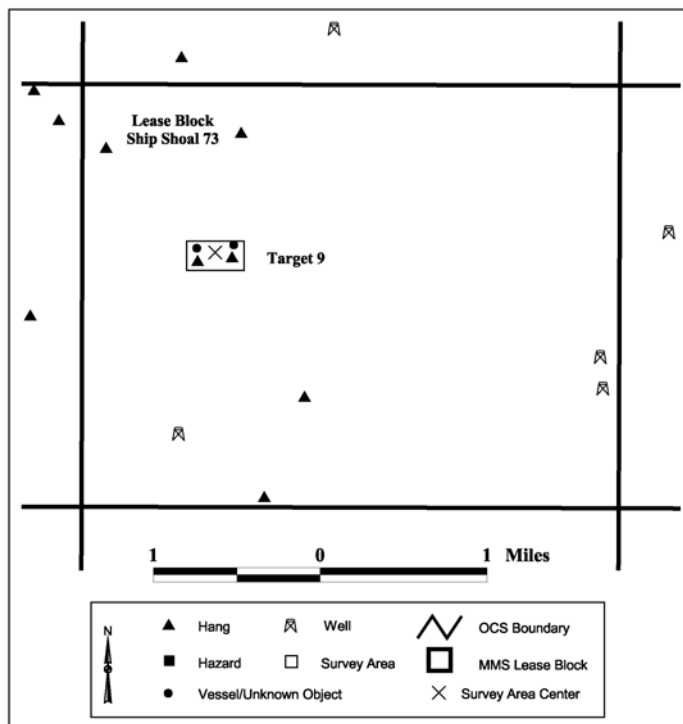 Lease Block
Ship Shoal 73
Target 9
1 0 1 Miles
N
Hang Well OCS Boundary
Hazard Survey Area MMS Lease Block
Vessel/Unknown Object Survey Area Center